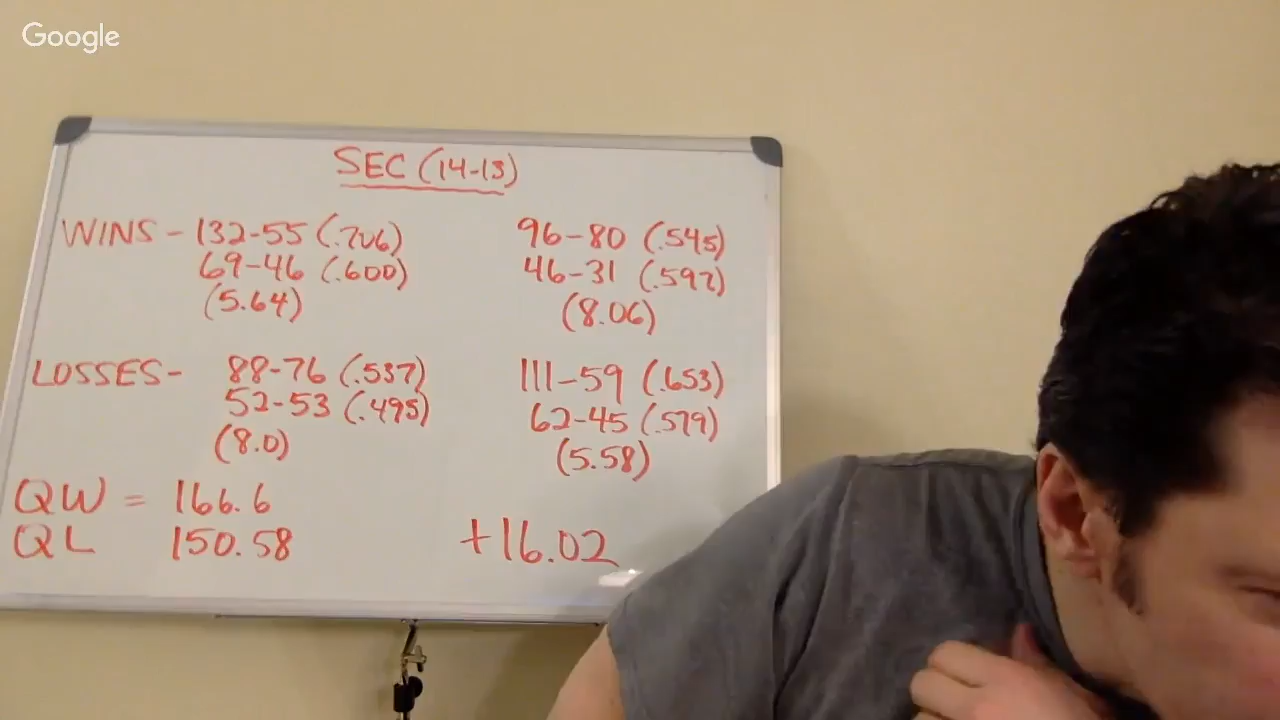 Google
SEC (14-13)
WINS - 132-55 (.706) 96-80 (.545)
69-46 (.600) 46-31 (.597)
(5.64) (8.06)
LOSSES- 88-76 (.537) 111-59 (.653)
52-53 (.495) 62-45 (.579)
(8.0) (5.58)
QW = 166.6
QL 150.58 +16.02